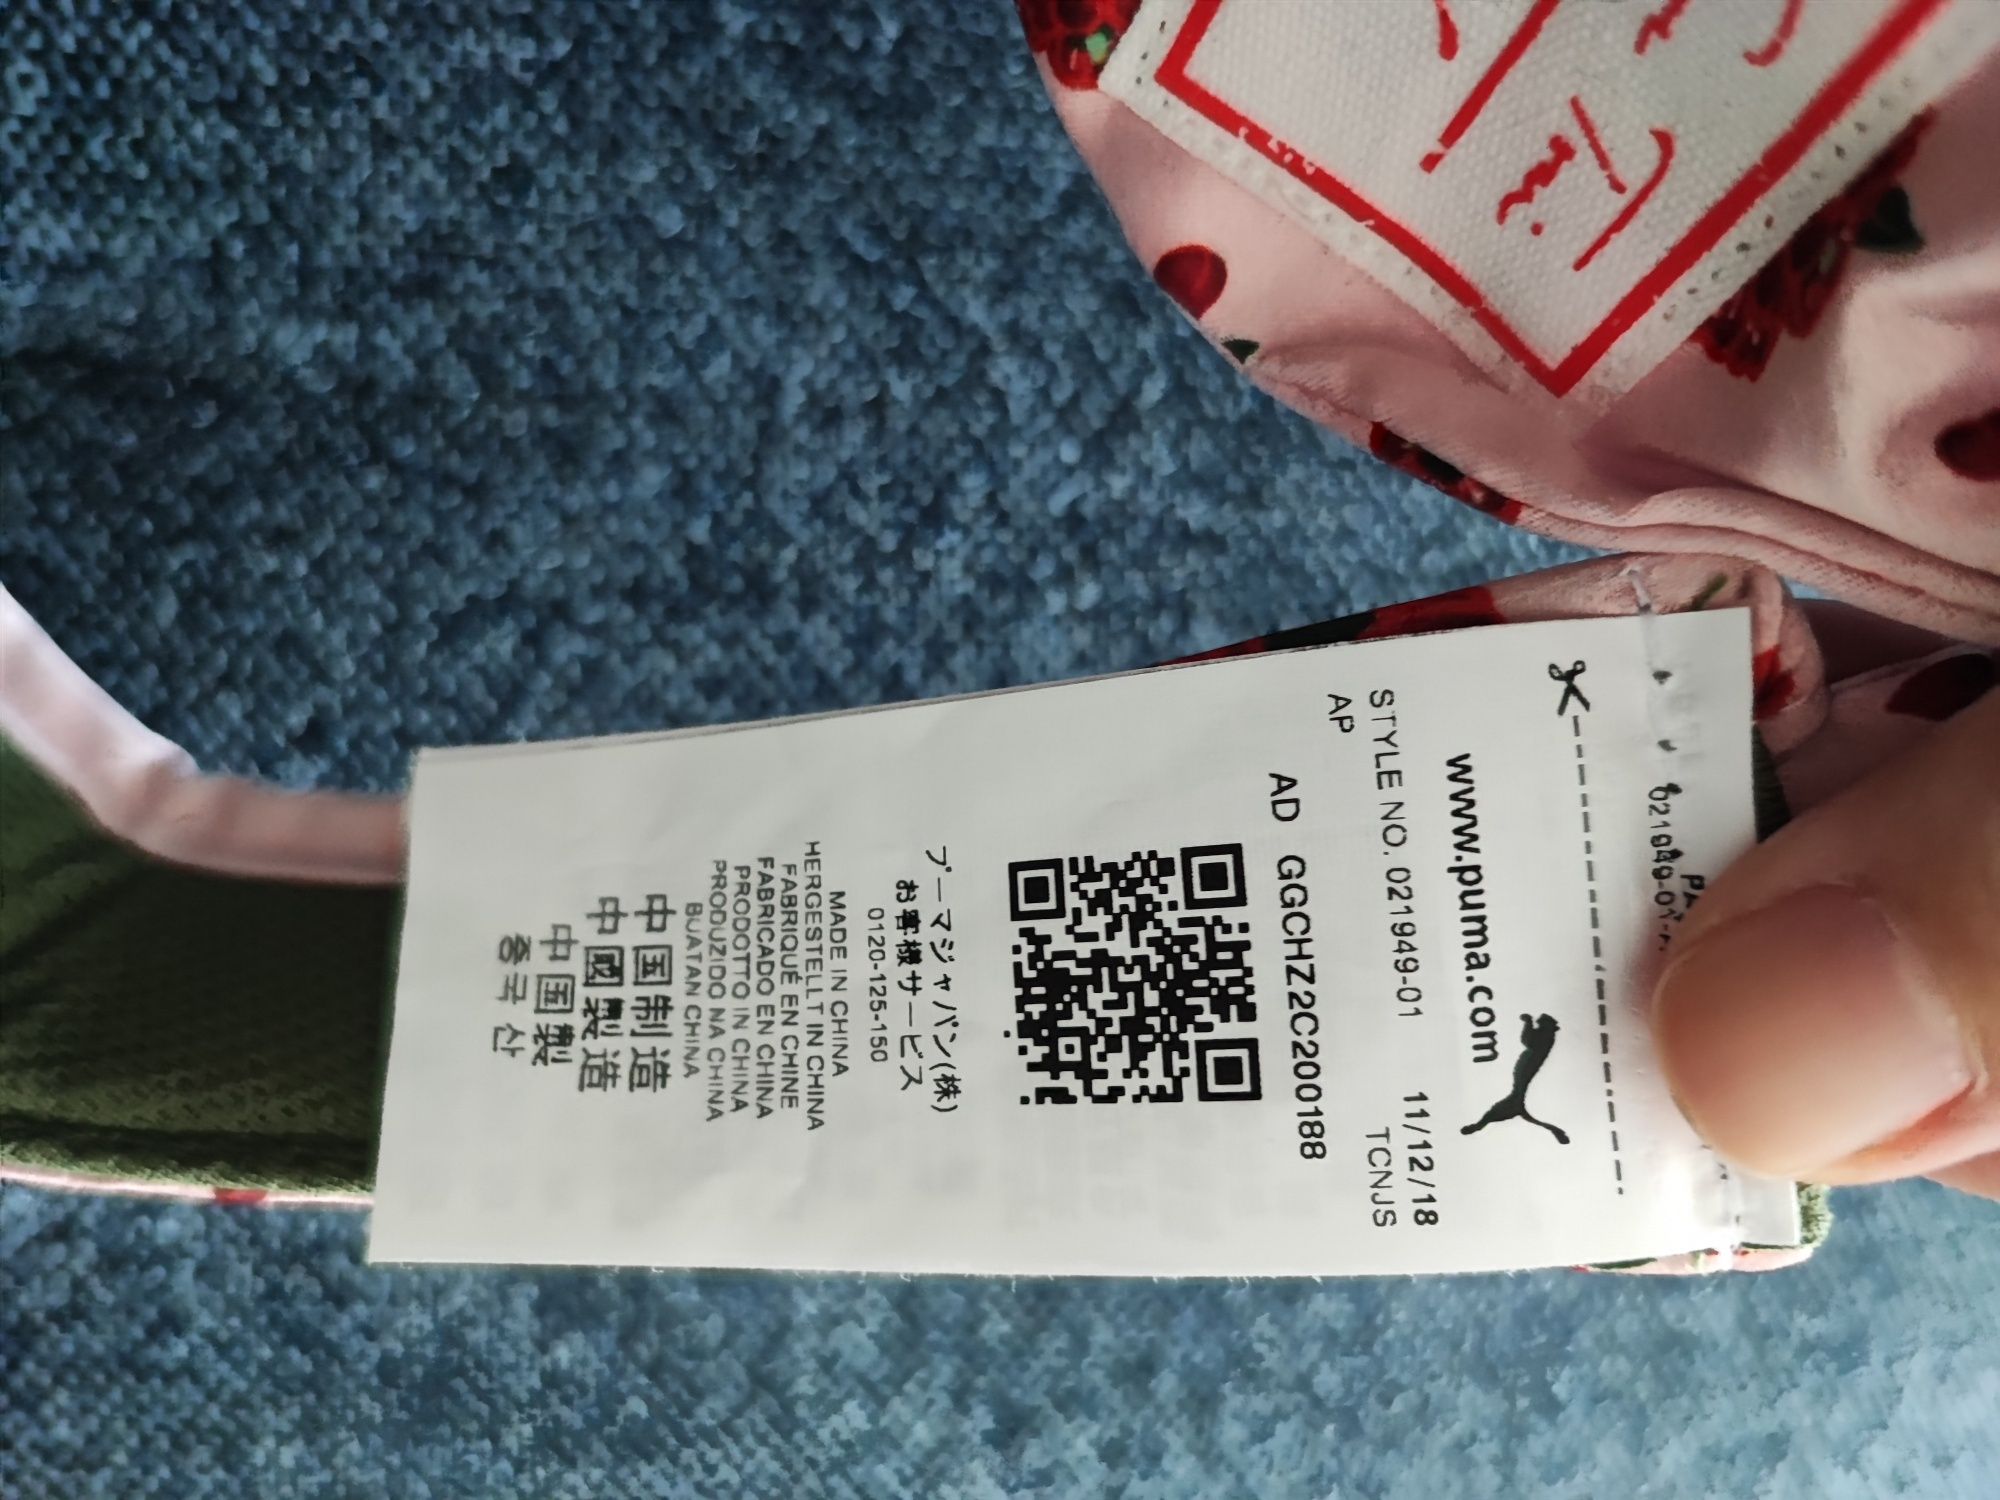 021949-01-A
www.puma.com
STYLE NO. 021949-01 11/12/18
AP TCNJS
AD GGCHZ2C200188
プーマジャパン(株)
お客様サービス
0120-125-150
MADE IN CHINA
HERGESTELLT IN CHINA
FABRIQUÉ EN CHINE
FABRICADO EN CHINA
PRODOTTO IN CHINA
PRODUZIDO NA CHINA
BUATAN CHINA
中国制造
中國製造
中国製
중국 산